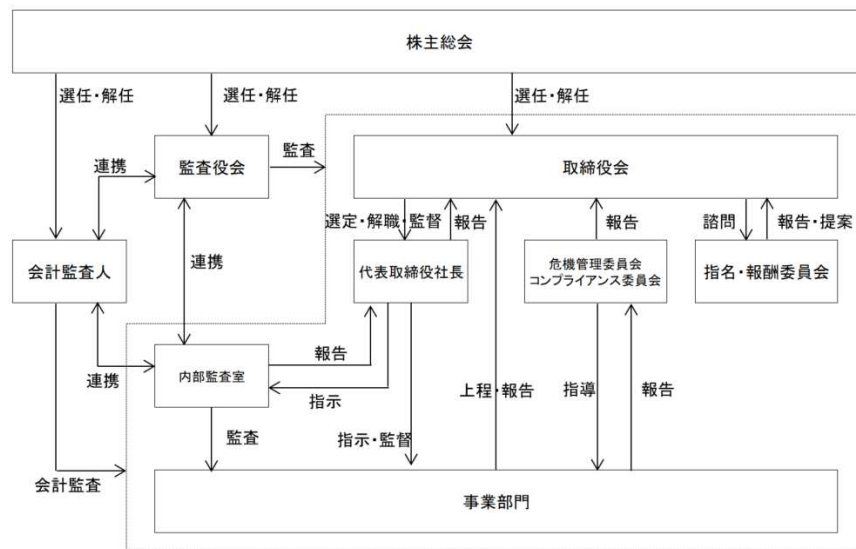 株主総会
選任・解任
選任・解任
選任・解任
監査役会
監査
取締役会
連携
選定・解職・監督
報告
報告
諮問
報告・提案
会計監査人
連携
代表取締役社長
危機管理委員会
コンプライアンス委員会
指名・報酬委員会
内部監査室
報告
連携
指示
上程・報告
指導
報告
監査
指示・監督
会計監査
事業部門